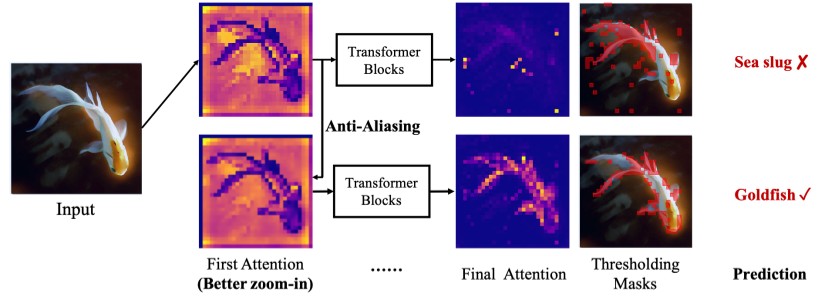 Transformer
Blocks
Sea slug ✗
Anti-Aliasing
Transformer
Blocks
Goldfish ✓
Input
First Attention
(Better zoom-in)
......
Final Attention
Thresholding
Masks
Prediction